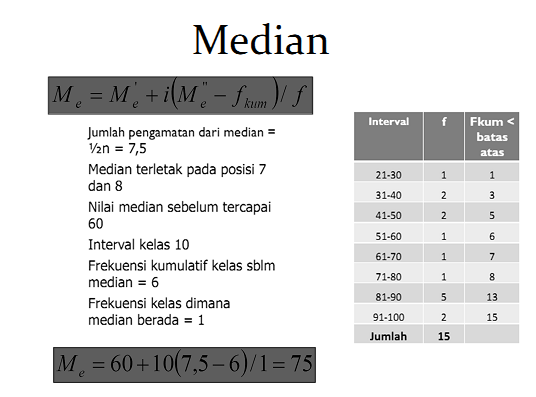 Median
Me = Me' + i(Me" − fkum)/ f
Jumlah pengamatan dari median =
½n = 7,5
Median terletak pada posisi 7
dan 8
Nilai median sebelum tercapai
60
Interval kelas 10
Frekuensi kumulatif kelas sblm
median = 6
Frekuensi kelas dimana
median berada = 1
Me = 60+10(7,5−6)/1 = 75
Interval f Fkum <
batas
atas
21-30 1 1
31-40 2 3
41-50 2 5
51-60 1 6
61-70 1 7
71-80 1 8
81-90 5 13
91-100 2 15
Jumlah 15